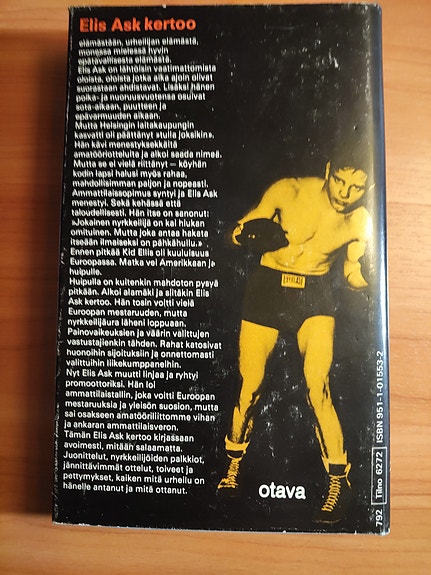 Elis Ask kertoo
elämästään, urheilijan elämästä,
monessa mielessä hyvin
epätavallisesta elämästä.
Elis Ask on lähtöisin vaatimattomista
oloista, oloista jotka aika ajoin olivat
suorastaan ahdistavat. Lisäksi hänen
poika- ja nuoruusvuotensa osuivat
sota-aikaan, puutteen ja
epävarmuuden aikaan.
Mutta Helsingin laitakaupungin
kasvatti oli päättänyt »tulla joksikin».
Hän kävi menestyksekkäitä
amatööriotteluita ja alkoi saada nimeä.
Mutta se ei vielä riittänyt – köyhän
kodin lapsi halusi myös rahaa,
mahdollisimman paljon ja nopeasti.
Ammattilaissopimus syntyi ja Elis Ask
menestyi. Sekä kehässä että
taloudellisesti. Hän itse on sanonut:
»Jokainen nyrkkeilijä on kai hiukan
omituinen. Mutta joka antaa hakata
itseään ilmaiseksi on pähkähullu.»
Ennen pitkää Kid Ellis oli kuuluisuus
Euroopassa. Matka vei Amerikkaan ja
huipulle.
Huipulla on kuitenkin mahdoton pysyä
pitkään. Alkoi alamäki ja siitäkin Elis
Ask kertoo. Hän tosin voitti vielä
Euroopan mestaruuden, mutta
nyrkkeilijäura läheni loppuaan.
Painovaikeuksien ja väärin valittujen
vastustajienkin tähden. Rahat katosivat
huonoihin sijoituksiin ja onnettomasti
valittuihin liikekumppaneihin.
Nyt Elis Ask muutti linjaa ja ryhtyi
promoottoriksi. Hän loi
ammattilaistallin, joka voitti Euroopan
mestaruuksia ja yleisön suosion, mutta
sai osakseen amatööriliittomme vihan
ja ankaran ammattilaisveron.
Tämän Elis Ask kertoo kirjassaan
avoimesti, mitään salaamatta.
Juonittelut, nyrkkeilijöiden palkkiot,
jännittävimmät ottelut, toiveet ja
pettymykset, kaiken mitä urheilu on
hänelle antanut ja mitä ottanut.
otava
792 Tilno 6272 ISBN 951-1-01553-2